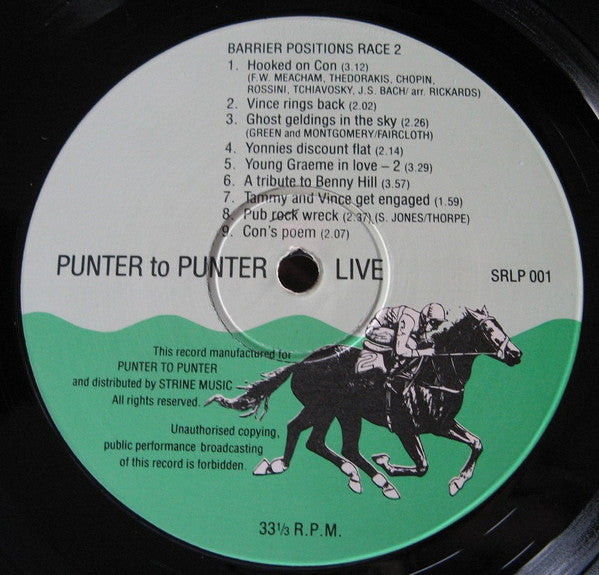 BARRIER POSITIONS RACE 2
1. Hooked on Con (3.12)
(F.W. MEACHAM, THEDORAKIS, CHOPIN,
ROSSINI, TCHIAVOSKY, J.S. BACH/ arr. RICKARDS)
2. Vince rings back (2.02)
3. Ghost geldings in the sky (2.26)
(GREEN and MONTGOMERY/FAIRCLOTH)
4. Yonnies discount flat (2.14)
5. Young Graeme in love – 2 (3.29)
6. A tribute to Benny Hill (3.57)
7. Tammy and Vince get engaged (1.59)
8. Pub rock wreck (2.37) (S. JONES/THORPE)
9. Con's poem (2.07)
PUNTER to PUNTER LIVE
SRLP 001
This record manufactured for
PUNTER TO PUNTER
and distributed by STRINE MUSIC
All rights reserved.
Unauthorised copying,
public performance broadcasting
of this record is forbidden.
2
33⅓ R.P.M.